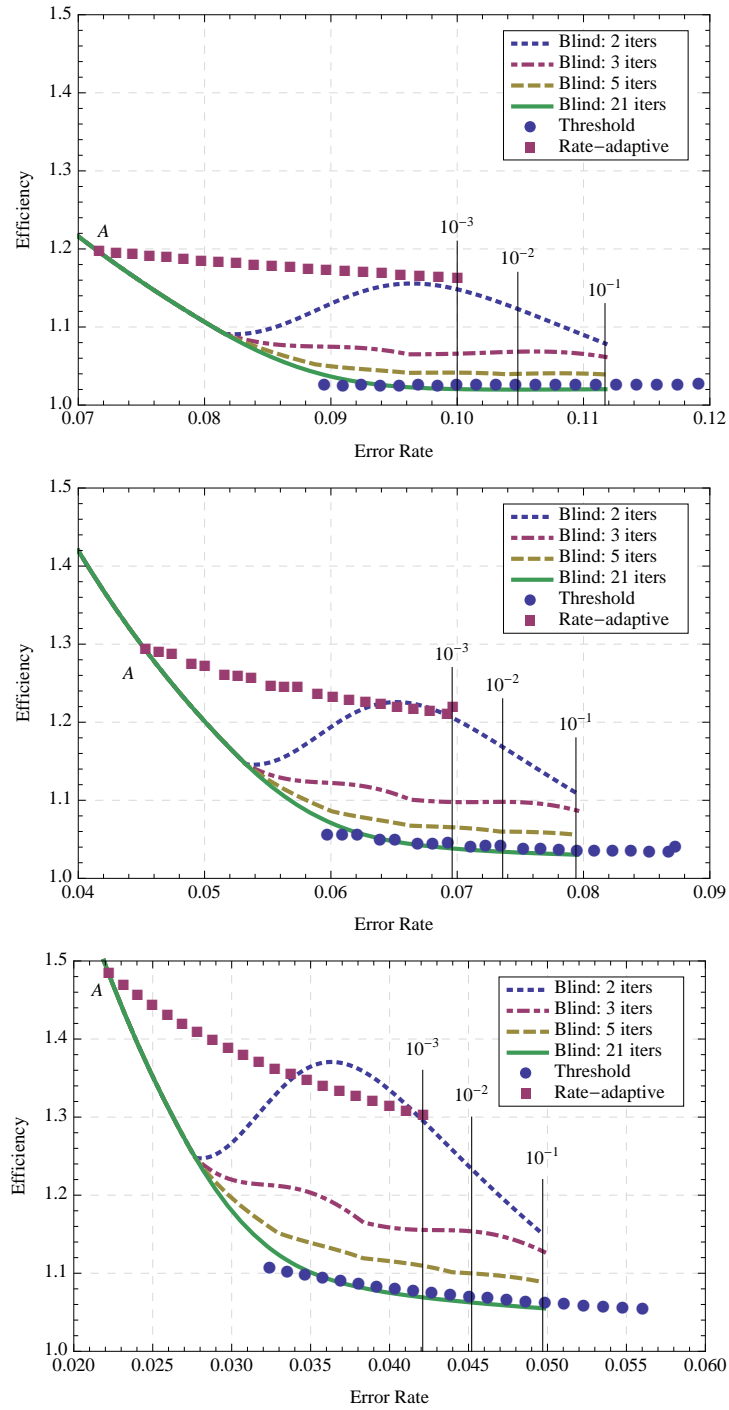 1.5
1.4
1.3
1.2
1.1
1.0
Efficiency
Blind: 2 iters
Blind: 3 iters
Blind: 5 iters
Blind: 21 iters
Threshold
Rate-adaptive
A
10⁻³
10⁻²
10⁻¹
0.07 0.08 0.09 0.10 0.11 0.12
Error Rate
1.5
1.4
1.3
1.2
1.1
1.0
Efficiency
Blind: 2 iters
Blind: 3 iters
Blind: 5 iters
Blind: 21 iters
Threshold
Rate-adaptive
A
10⁻³
10⁻²
10⁻¹
0.04 0.05 0.06 0.07 0.08 0.09
Error Rate
1.5
1.4
1.3
1.2
1.1
1.0
Efficiency
Blind: 2 iters
Blind: 3 iters
Blind: 5 iters
Blind: 21 iters
Threshold
Rate-adaptive
A
10⁻³
10⁻²
10⁻¹
0.020 0.025 0.030 0.035 0.040 0.045 0.050 0.055 0.060
Error Rate